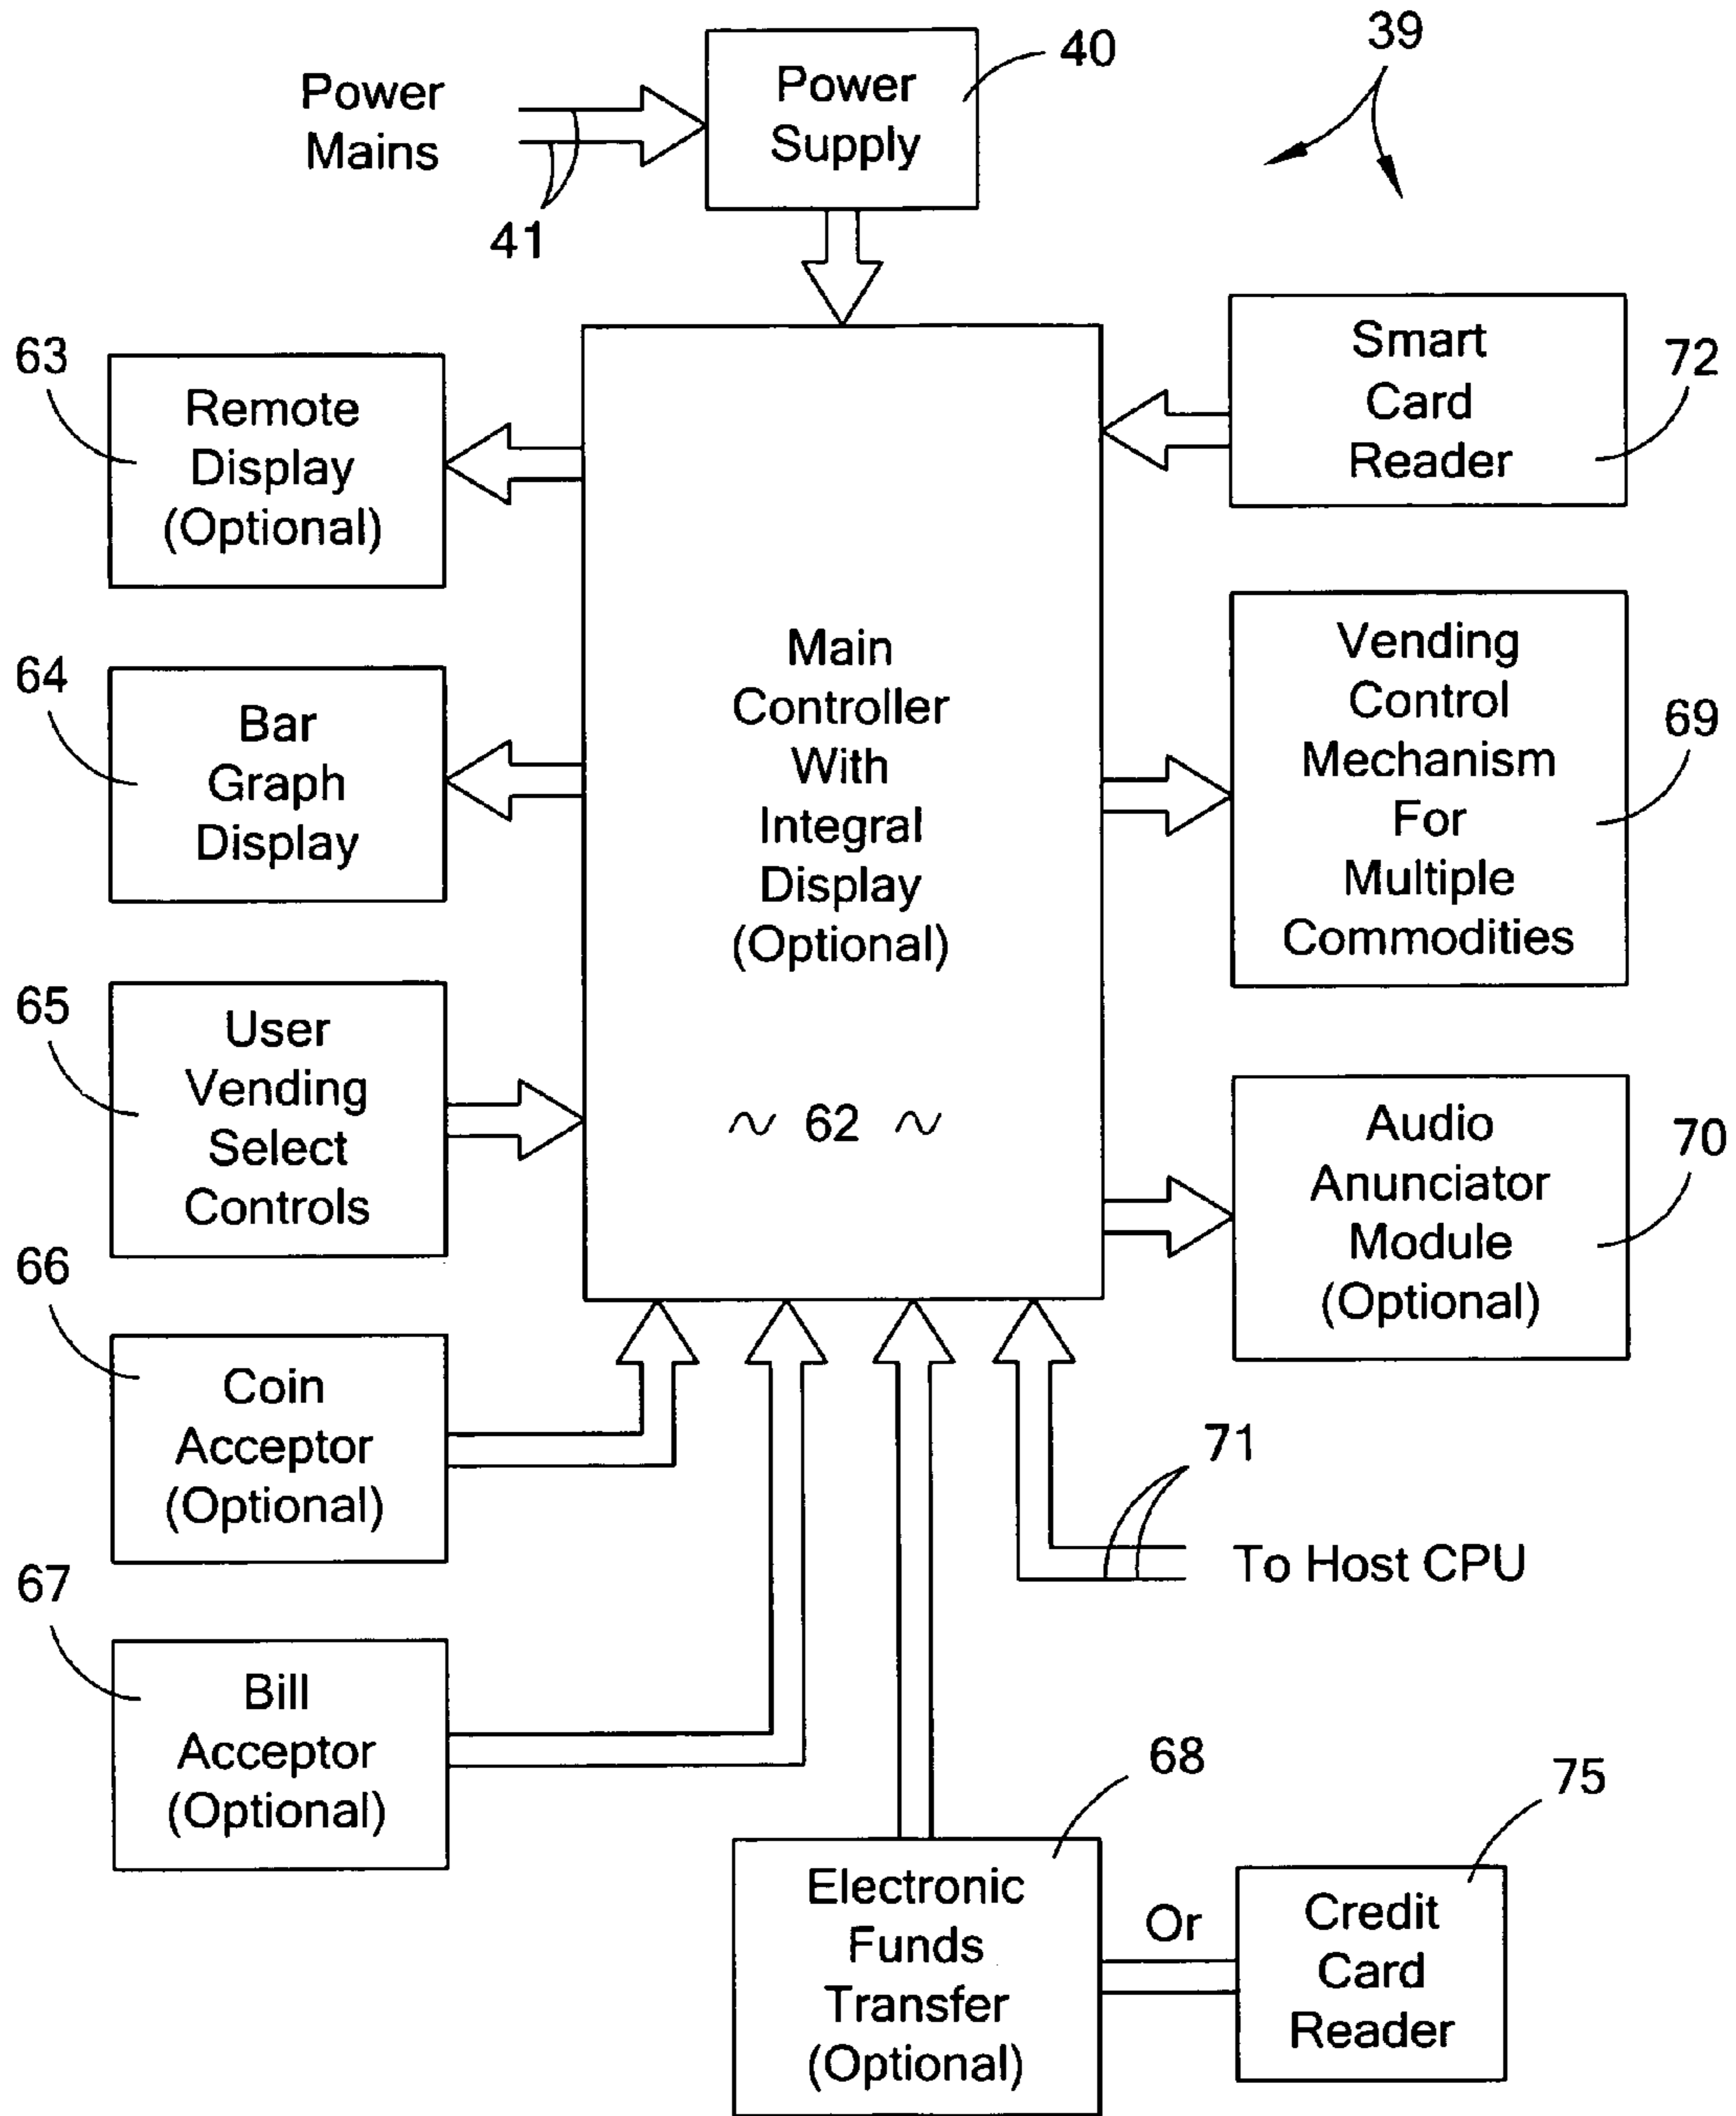 39
Power
Mains
41
Power
Supply
40
63
Remote
Display
(Optional)
Smart
Card
Reader
72
64
Bar
Graph
Display
Main
Controller
With
Integral
Display
(Optional)
~ 62 ~
Vending
Control
Mechanism
For
Multiple
Commodities
69
65
User
Vending
Select
Controls
Audio
Anunciator
Module
(Optional)
70
66
Coin
Acceptor
(Optional)
71
To Host CPU
67
Bill
Acceptor
(Optional)
68
Electronic
Funds
Transfer
(Optional)
Or
75
Credit
Card
Reader